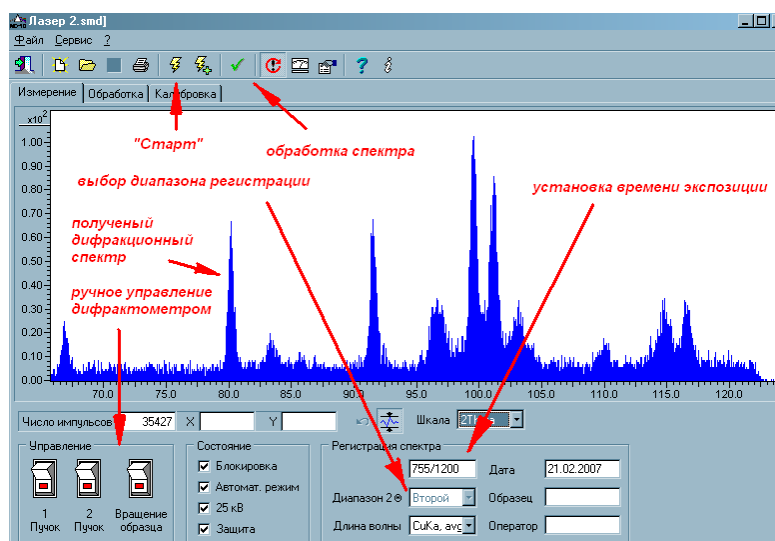 Лазер 2.smd]
Файл Сервис ?
Измерение Обработка Калибровка
x10²
1.00
0.90
0.80
0.70
0.60
0.50
0.40
0.30
0.20
0.10
0.00
"Старт"
обработка спектра
выбор диапазона регистрации
установка времени экспозиции
полученый
дифракционный
спектр
ручное управление
дифрактометром
70.0 75.0 80.0 85.0 90.0 95.0 100.0 105.0 110.0 115.0 120.0
Число импульсов 35427 X Y Шкала
Управление
1
Пучок
2
Пучок
Вращение
образца
Состояние
Блокировка
Автомат. режим
25 кВ
Защита
Регистрация спектра
755/1200 Дата 21.02.2007
Диапазон 2Θ Второй Образец
Длина волны CuKa, avg Оператор